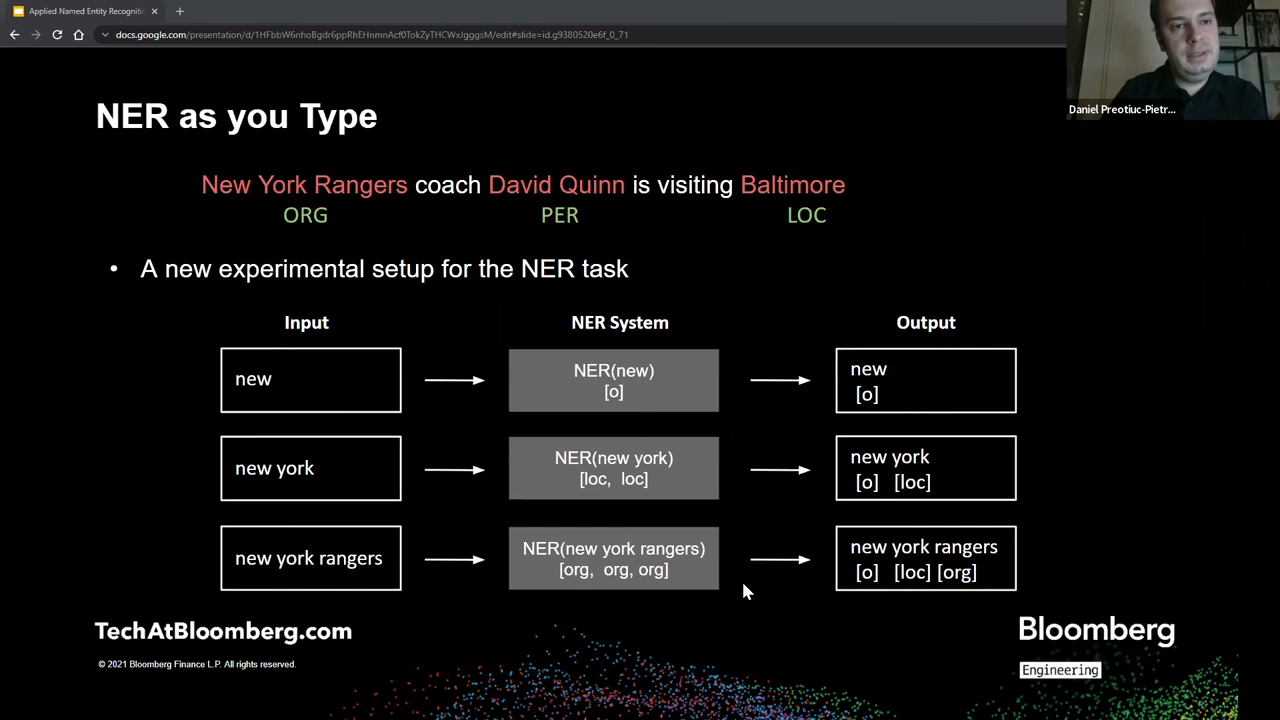 Applied Named Entity Recogniti
docs.google.com/presentation/d/1HFbbW6nhoBgdr6ppRhEHnmnAcf0TokZyTHCWxJgggsM/edit#slide=id.g9380520e6f_0_71
Daniel Preotiuc-Pietr...
NER as you Type
New York Rangers coach David Quinn is visiting Baltimore
ORG PER LOC
• A new experimental setup for the NER task
Input NER System Output
new
NER(new)
[o]
new
[o]
new york
NER(new york)
[loc, loc]
new york
[o] [loc]
new york rangers
NER(new york rangers)
[org, org, org]
new york rangers
[o] [loc] [org]
TechAtBloomberg.com
© 2021 Bloomberg Finance L.P. All rights reserved.
Bloomberg
Engineering